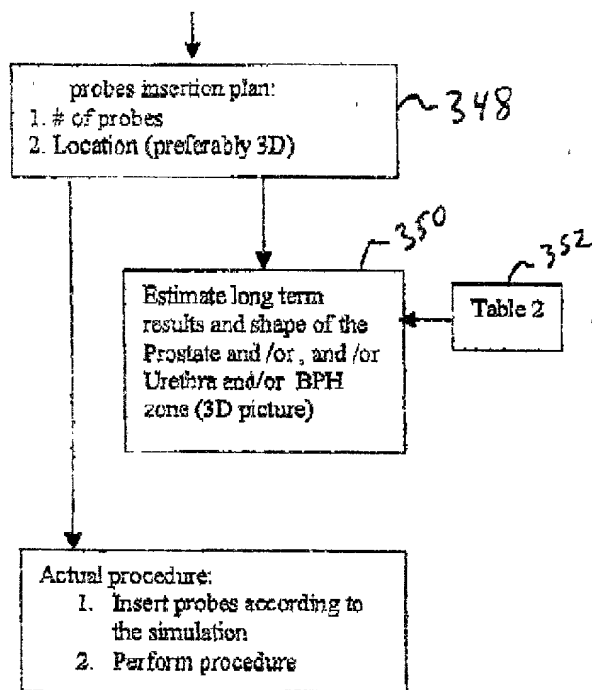 probes insertion plan:
1. # of probes
2. Location (preferably 3D)
348
350
352
Estimate long term
results and shape of the
Prostate and /or , and /or
Urethra and/or BPH
zone (3D picture)
Table 2
Actual procedure:
1. Insert probes according to
the simulation
2. Perform procedure